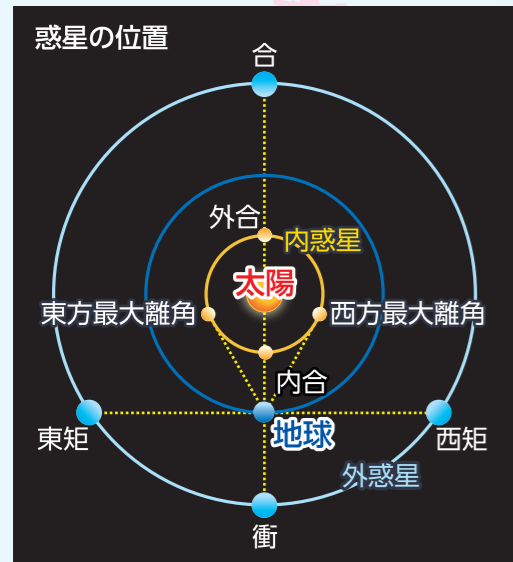 惑星の位置
合
外合
内惑星
太陽
東方最大離角
西方最大離角
内合
地球
東矩
西矩
外惑星
衝